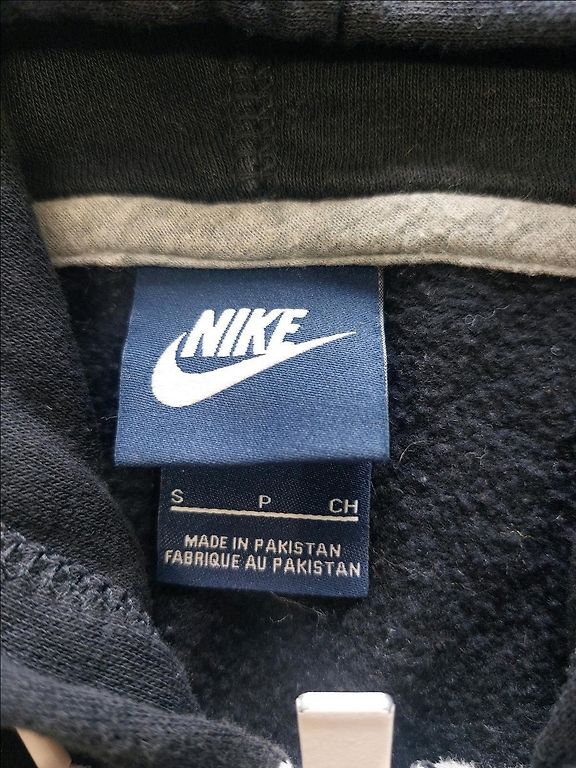 NIKE
S P CH
MADE IN PAKISTAN
FABRIQUE AU PAKISTAN